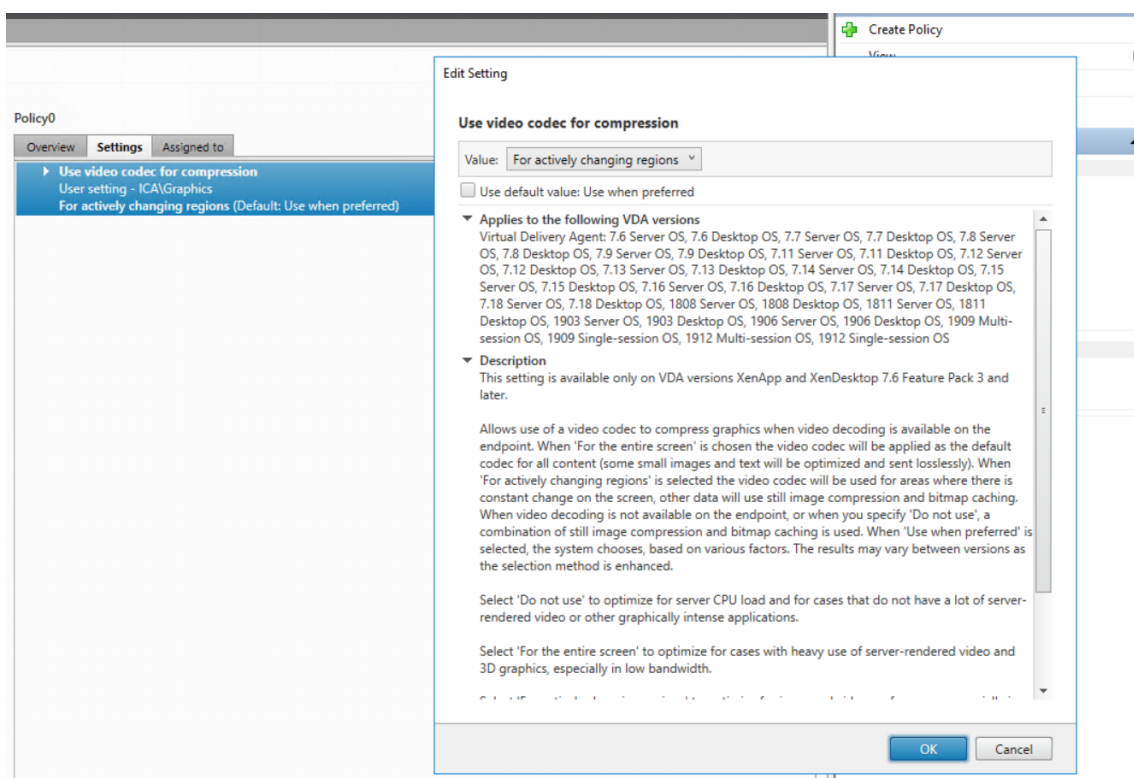 Create Policy
View
Edit Setting
Policy0
Overview Settings Assigned to
Use video codec for compression
User setting - ICA\Graphics
For actively changing regions (Default: Use when preferred)
Use video codec for compression
Value: For actively changing regions
Use default value: Use when preferred
Applies to the following VDA versions
Virtual Delivery Agent: 7.6 Server OS, 7.6 Desktop OS, 7.7 Server OS, 7.7 Desktop OS, 7.8 Server
OS, 7.8 Desktop OS, 7.9 Server OS, 7.9 Desktop OS, 7.11 Server OS, 7.11 Desktop OS, 7.12 Server
OS, 7.12 Desktop OS, 7.13 Server OS, 7.13 Desktop OS, 7.14 Server OS, 7.14 Desktop OS, 7.15
Server OS, 7.15 Desktop OS, 7.16 Server OS, 7.16 Desktop OS, 7.17 Server OS, 7.17 Desktop OS,
7.18 Server OS, 7.18 Desktop OS, 1808 Server OS, 1808 Desktop OS, 1811 Server OS, 1811
Desktop OS, 1903 Server OS, 1903 Desktop OS, 1906 Server OS, 1906 Desktop OS, 1909 Multi-
session OS, 1909 Single-session OS, 1912 Multi-session OS, 1912 Single-session OS
Description
This setting is available only on VDA versions XenApp and XenDesktop 7.6 Feature Pack 3 and
later.
Allows use of a video codec to compress graphics when video decoding is available on the
endpoint. When 'For the entire screen' is chosen the video codec will be applied as the default
codec for all content (some small images and text will be optimized and sent losslessly). When
'For actively changing regions' is selected the video codec will be used for areas where there is
constant change on the screen, other data will use still image compression and bitmap caching.
When video decoding is not available on the endpoint, or when you specify 'Do not use', a
combination of still image compression and bitmap caching is used. When 'Use when preferred' is
selected, the system chooses, based on various factors. The results may vary between versions as
the selection method is enhanced.
Select 'Do not use' to optimize for server CPU load and for cases that do not have a lot of server-
rendered video or other graphically intense applications.
Select 'For the entire screen' to optimize for cases with heavy use of server-rendered video and
3D graphics, especially in low bandwidth.
OK Cancel